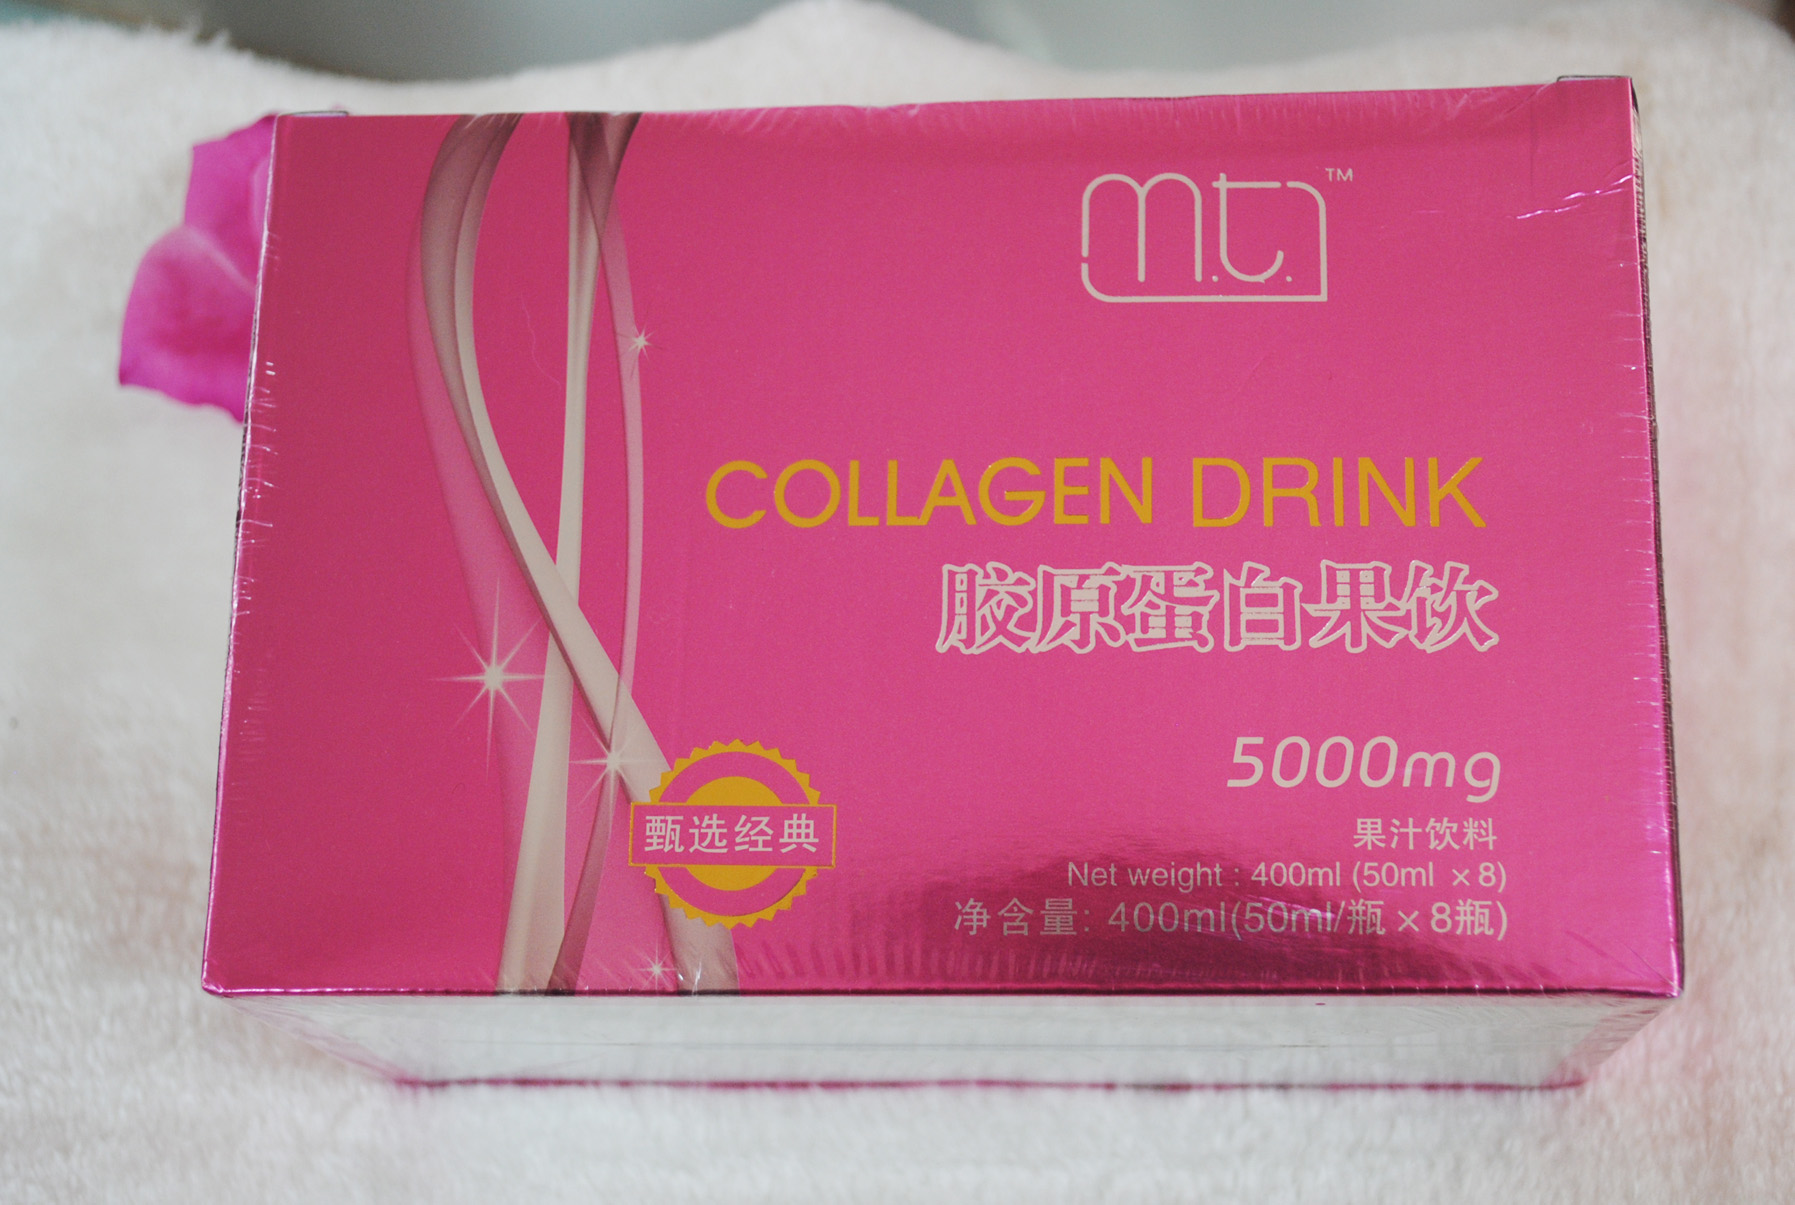 m.t.™
COLLAGEN DRINK
胶原蛋白果饮
5000mg
甄选经典
果汁饮料
Net weight : 400ml (50ml × 8)
净含量: 400ml(50ml/瓶 × 8瓶)